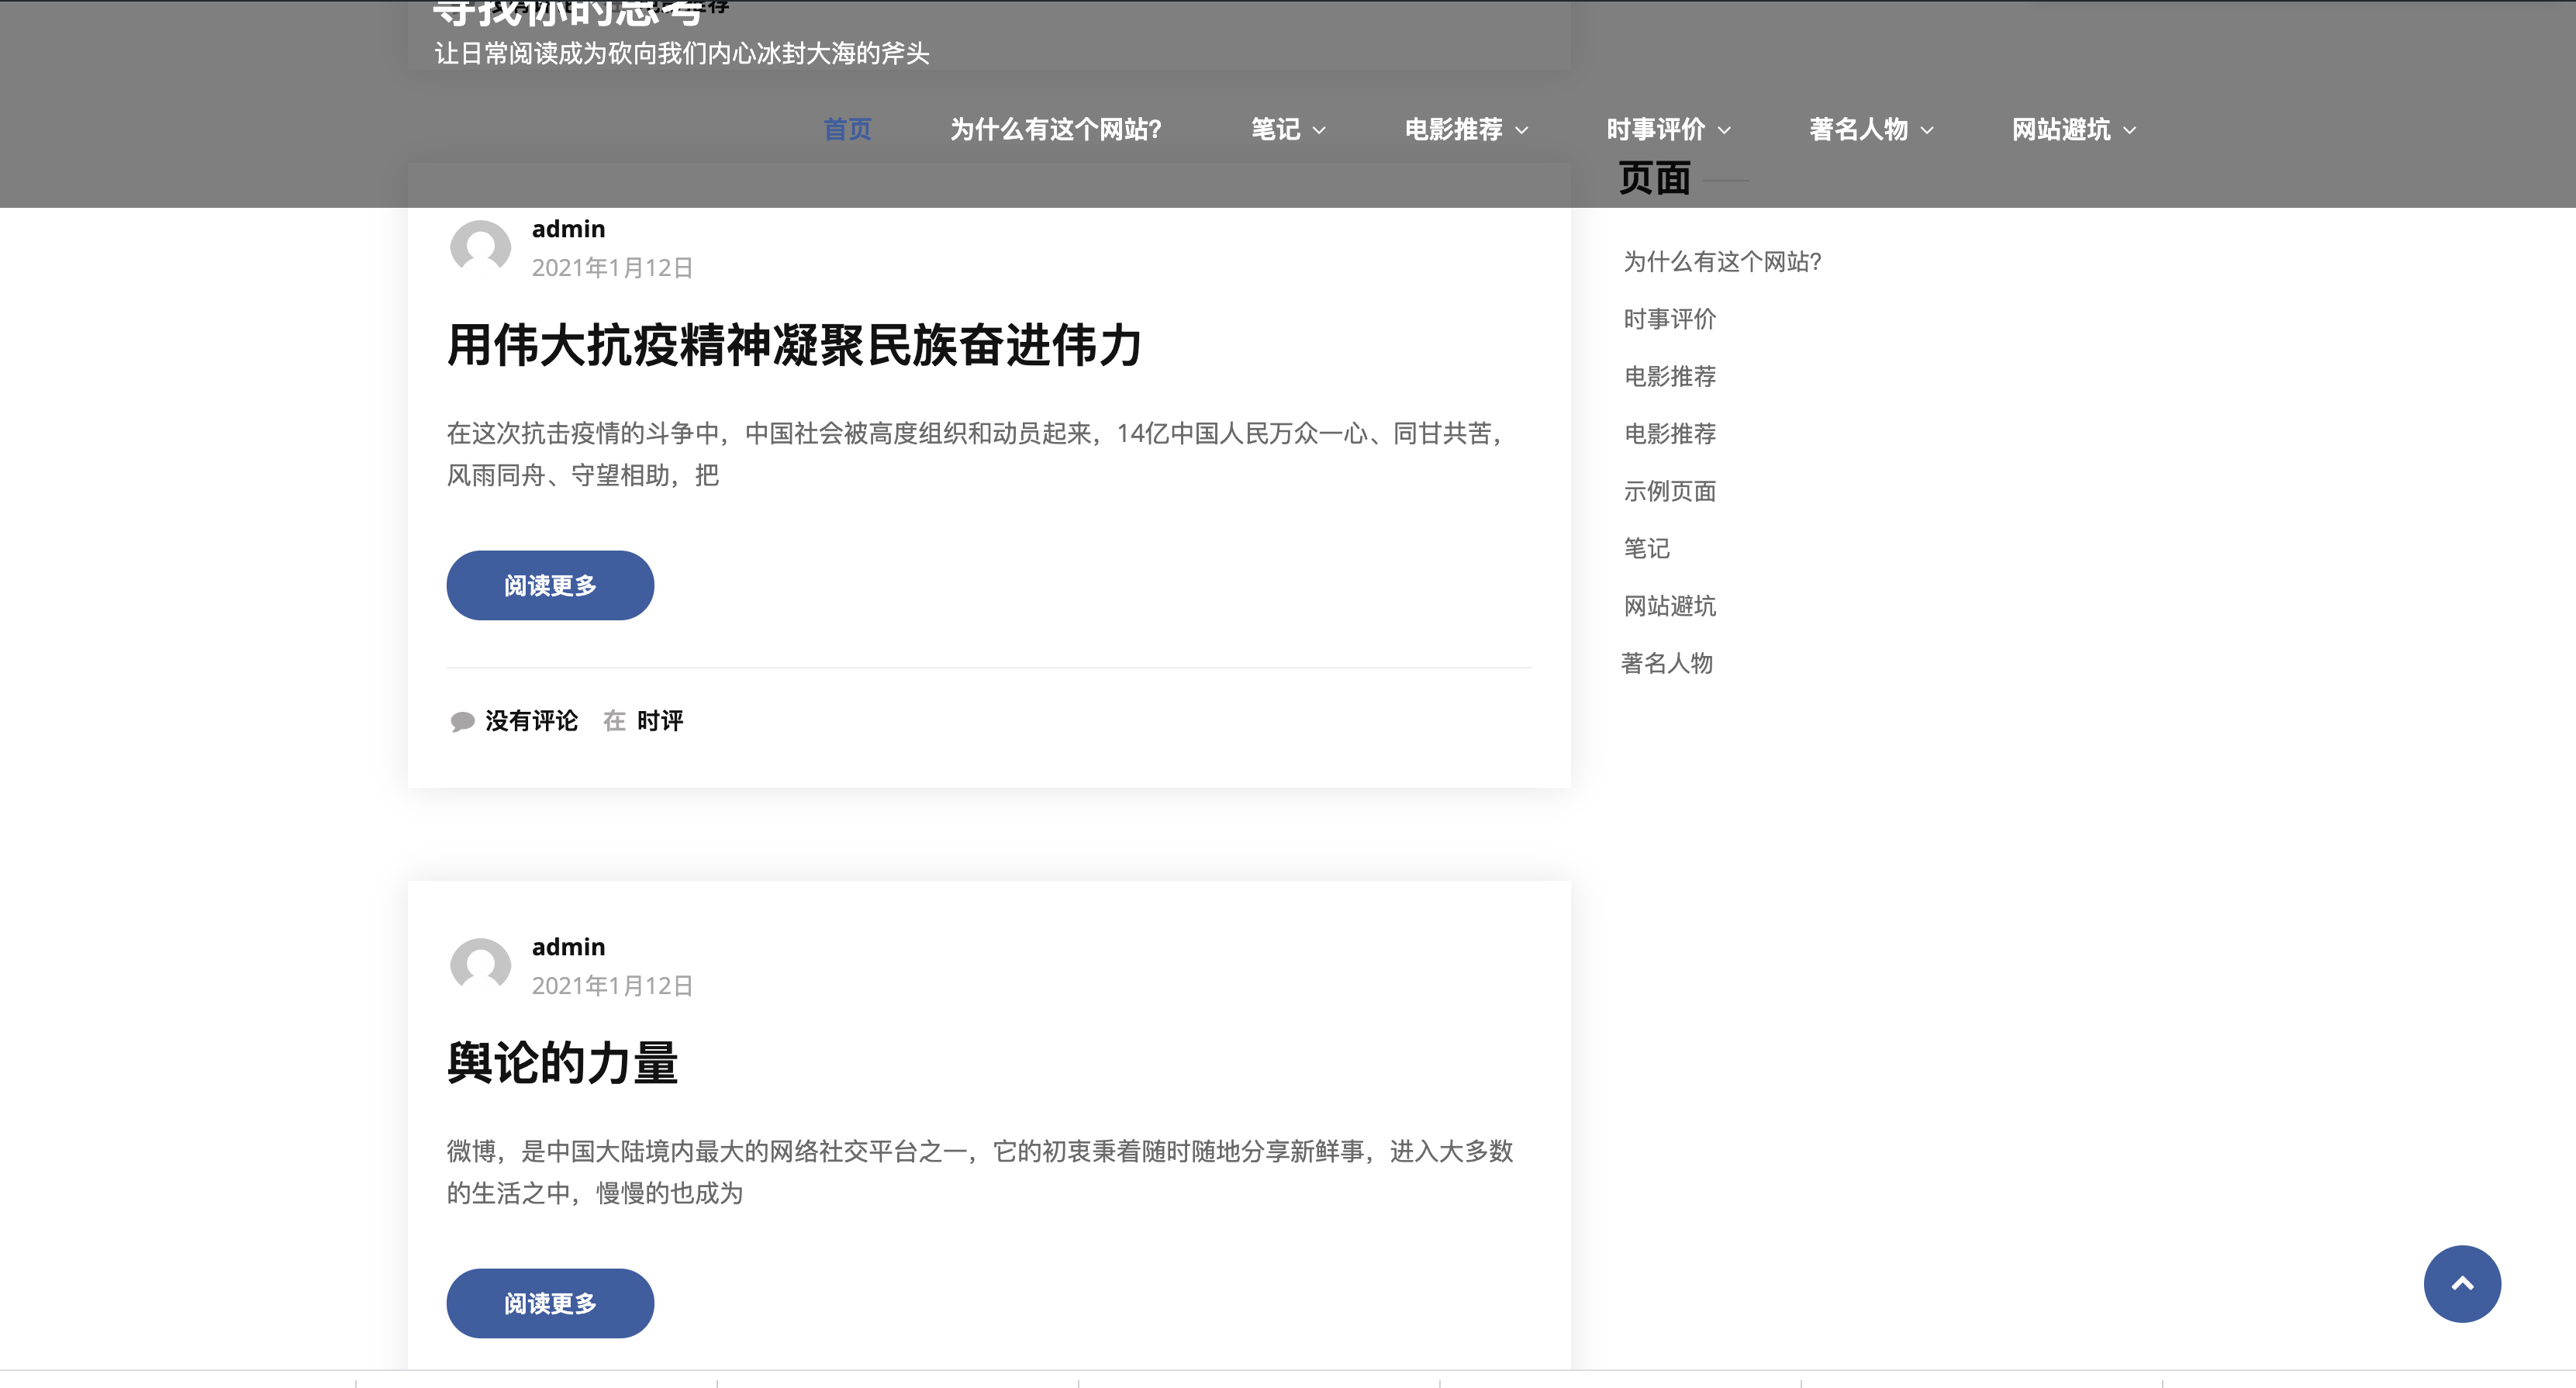 寻找你的思考
让日常阅读成为砍向我们内心冰封大海的斧头
首页 为什么有这个网站? 笔记 电影推荐 时事评价 著名人物 网站避坑
admin
2021年1月12日
用伟大抗疫精神凝聚民族奋进伟力
在这次抗击疫情的斗争中，中国社会被高度组织和动员起来，14亿中国人民万众一心、同甘共苦，
风雨同舟、守望相助，把
阅读更多
没有评论 在 时评
admin
2021年1月12日
舆论的力量
微博，是中国大陆境内最大的网络社交平台之一，它的初衷秉着随时随地分享新鲜事，进入大多数
的生活之中，慢慢的也成为
阅读更多
页面
为什么有这个网站?
时事评价
电影推荐
电影推荐
示例页面
笔记
网站避坑
著名人物